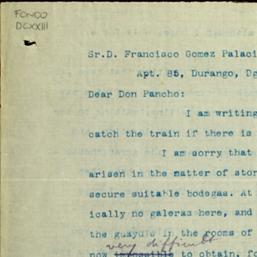 FONDO
DCXXIII
Sr.D. Francisco Gomez Palaci
Apt. 85, Durango, Dg
Dear Don Pancho:
I am writing
catch the train if there is
I am sorry that
arisen in the matter of stor
secure suitable bodegas. At
ically no galeras here, and
the guayule in the rooms of
very difficult
now impossible to obtain, fo